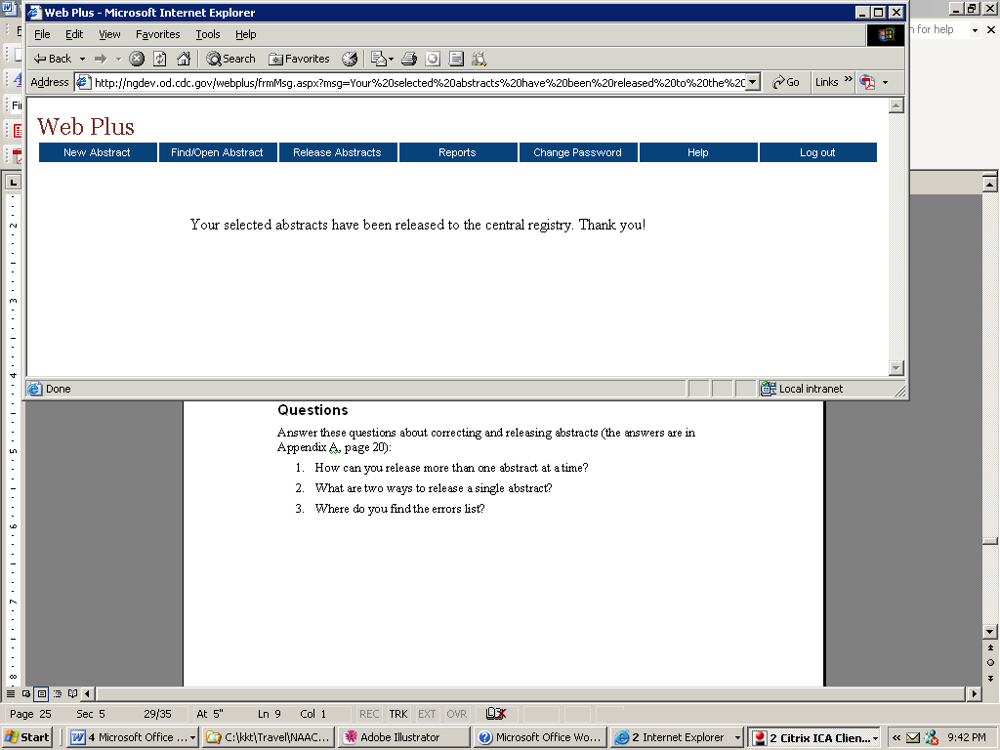 Web Plus - Microsoft Internet Explorer
File Edit View Favorites Tools Help
n for help
Back Search Favorites
Address http://ngdev.od.cdc.gov/webplus/frmMsg.aspx?msg=Your%20selected%20abstracts%20have%20been%20released%20to%20the%20 Go Links »
Web Plus
New Abstract Find/Open Abstract Release Abstracts Reports Change Password Help Log out
Your selected abstracts have been released to the central registry. Thank you!
Done Local intranet
Questions
Answer these questions about correcting and releasing abstracts (the answers are in
Appendix A, page 20):
1. How can you release more than one abstract at a time?
2. What are two ways to release a single abstract?
3. Where do you find the errors list?
2
3
4
5
6
7
8
Page 25 Sec 5 29/35 At 5" Ln 9 Col 1 REC TRK EXT OVR
Start 4 Microsoft Office ... C:\kkt\Travel\NAAC... Adobe Illustrator Microsoft Office Wo... 2 Internet Explorer 2 Citrix ICA Clien... « 9:42 PM